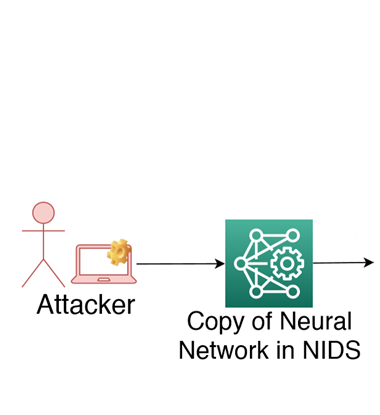 Attacker
Copy of Neural
Network in NIDS